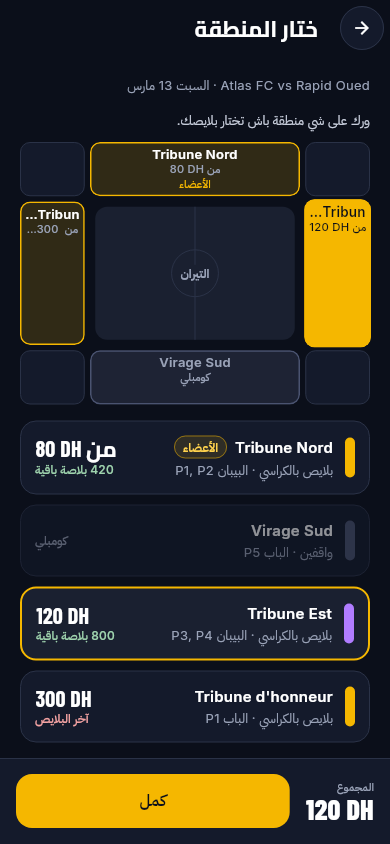 ختار المنطقة
Atlas FC vs Rapid Oued · السبت 13 مارس
ورك على شي منطقة باش تختار بلايصك.
Tribune Nord
من 80 DH
الأعضاء
Tribun...
من 120 DH
Tribun...
من 300...
التيران
Virage Sud
كومبلي
Tribune Nord
الأعضاء
من 80 DH
بلايص بالكراسي · البيبان P1, P2
420 بلاصة باقية
Virage Sud
كومبلي
واقفين · الباب P5
Tribune Est
120 DH
بلايص بالكراسي · البيبان P3, P4
800 بلاصة باقية
Tribune d'honneur
300 DH
بلايص بالكراسي · الباب P1
آخر البلايص
المجموع
120 DH
كمل